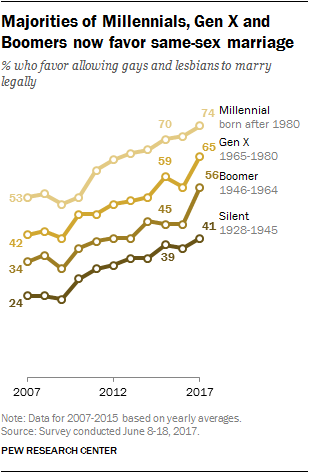 Majorities of Millennials, Gen X and
Boomers now favor same-sex marriage
% who favor allowing gays and lesbians to marry
legally
74
Millennial
born after 1980
70
65
Gen X
1965-1980
59
56
Boomer
1946-1964
53
45
Silent
1928-1945
42
41
39
34
24
2007 2012 2017
Note: Data for 2007-2015 based on yearly averages.
Source: Survey conducted June 8-18, 2017.
PEW RESEARCH CENTER